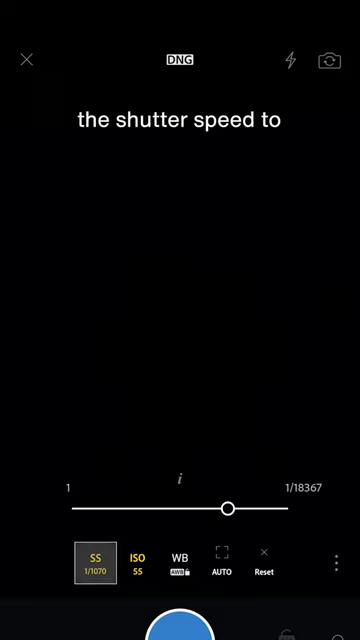 DNG
the shutter speed to
i
1 1/18367
SS ISO WB
1/1070 55 AWB AUTO Reset